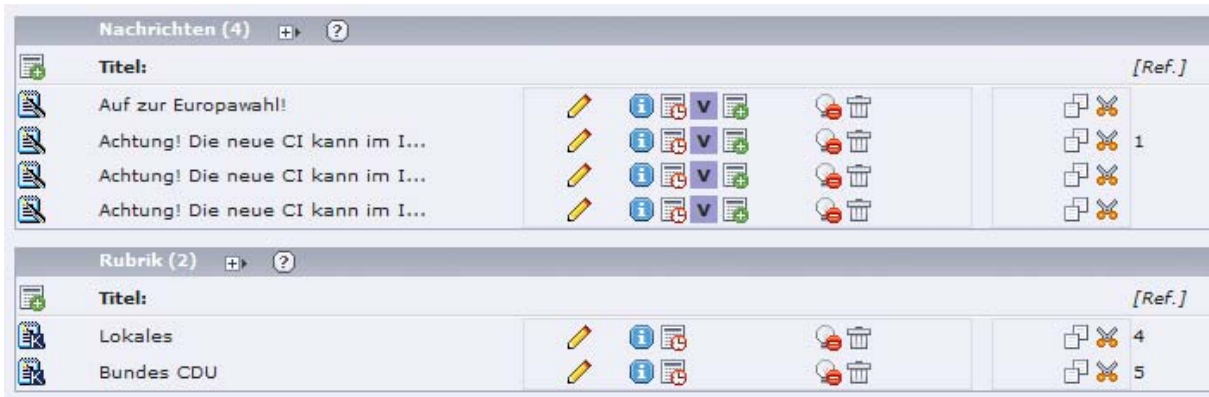 Nachrichten (4) ?
Titel: [Ref.]
Auf zur Europawahl! V
Achtung! Die neue CI kann im I... V 1
Achtung! Die neue CI kann im I... V
Achtung! Die neue CI kann im I... V
Rubrik (2) ?
Titel: [Ref.]
Lokales 4
Bundes CDU 5